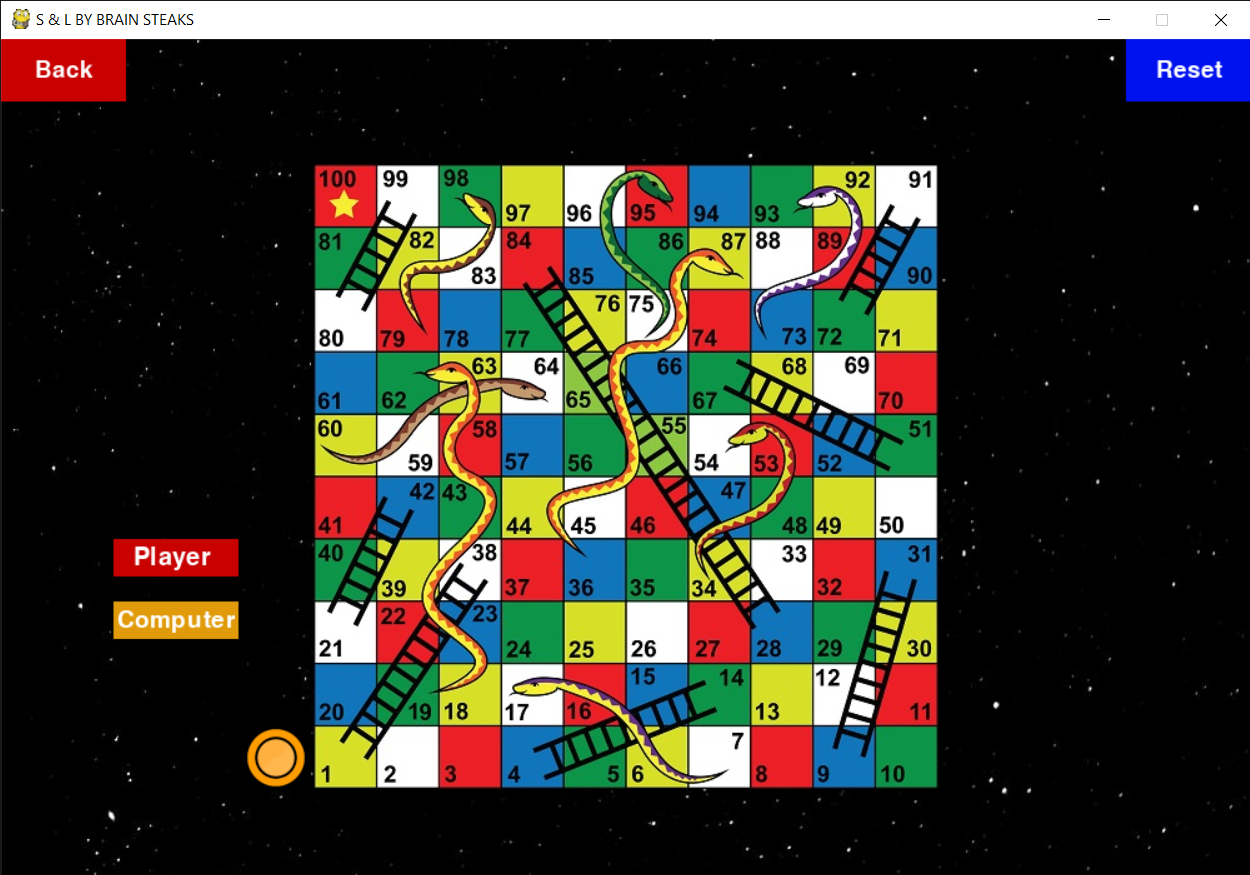 S & L BY BRAIN STEAKS
Back
Reset
100 99 98 97 96 95 94 93 92 91
81 82 83 84 85 86 87 88 89 90
80 79 78 77 76 75 74 73 72 71
61 62 63 64 65 66 67 68 69 70
60 59 58 57 56 55 54 53 52 51
41 42 43 44 45 46 47 48 49 50
40 39 38 37 36 35 34 33 32 31
21 22 23 24 25 26 27 28 29 30
20 19 18 17 16 15 14 13 12 11
1 2 3 4 5 6 7 8 9 10
Player
Computer